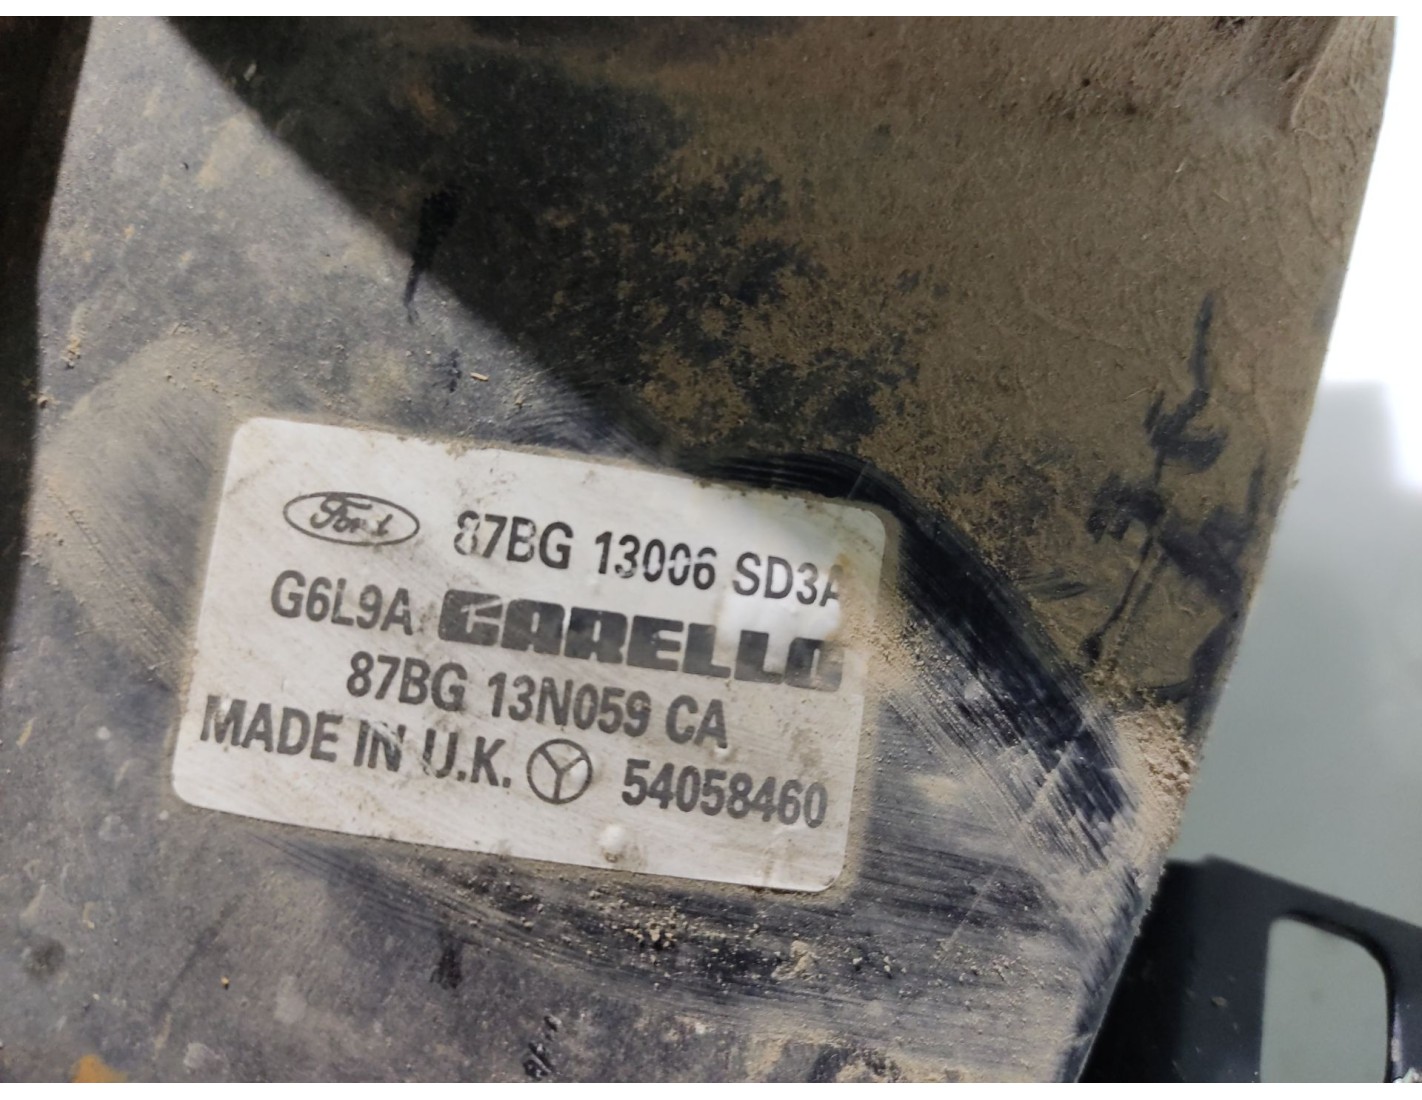 Ford 87BG 13006 SD3A
G6L9A CARELLO
87BG 13N059 CA
MADE IN U.K. 54058460